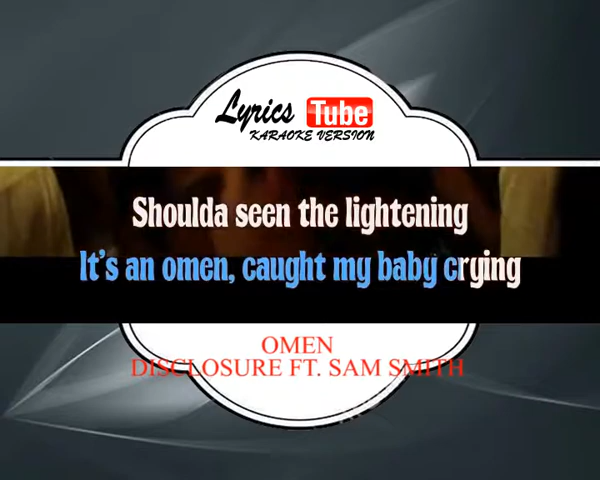 Lyrics Tube
KARAOKE VERSION
Shoulda seen the lightening
It's an omen, caught my baby crying
OMEN
DISCLOSURE FT. SAM SMITH